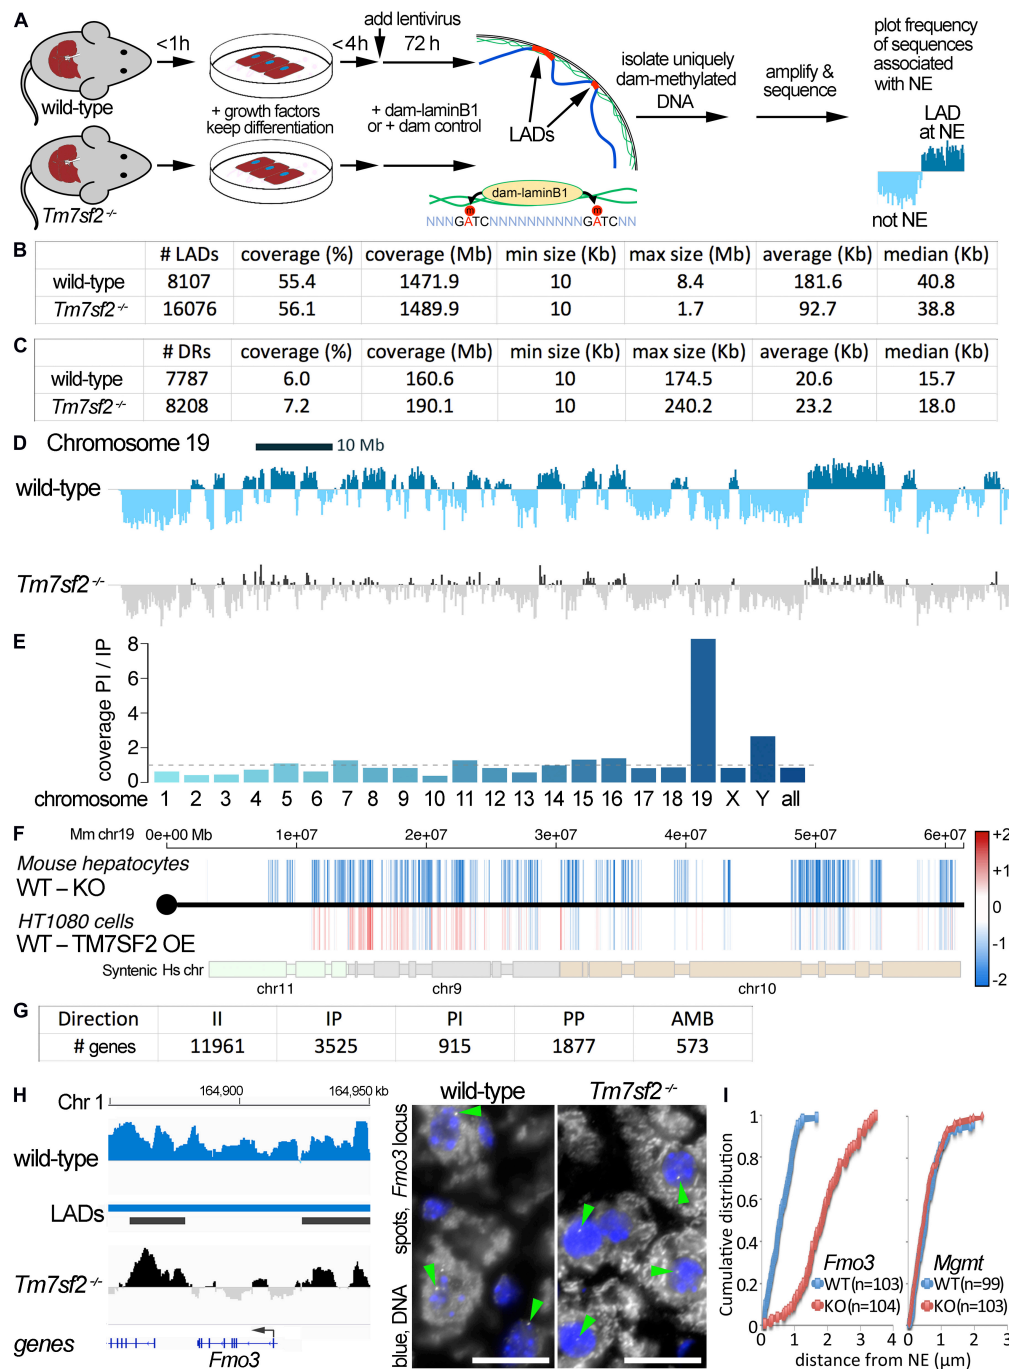 A
add lentivirus
<1h
<4h
72 h
wild-type
+ growth factors
keep differentiation
+ dam-laminB1
or + dam control
LADs
isolate uniquely
dam-methylated
DNA
amplify &
sequence
plot frequency
of sequences
associated
with NE
LAD
at NE
not NE
Tm7sf2-/-
dam-laminB1
m
m
NNNGATCNNNNNNNNNNGATCNN
B
# LADs coverage (%) coverage (Mb) min size (Kb) max size (Mb) average (Kb) median (Kb)
wild-type 8107 55.4 1471.9 10 8.4 181.6 40.8
Tm7sf2-/- 16076 56.1 1489.9 10 1.7 92.7 38.8
C
# DRs coverage (%) coverage (Mb) min size (Kb) max size (Kb) average (Kb) median (Kb)
wild-type 7787 6.0 160.6 10 174.5 20.6 15.7
Tm7sf2-/- 8208 7.2 190.1 10 240.2 23.2 18.0
D Chromosome 19
10 Mb
wild-type
Tm7sf2-/-
E
coverage PI / IP
8
6
4
2
0
chromosome 1 2 3 4 5 6 7 8 9 10 11 12 13 14 15 16 17 18 19 X Y all
F Mm chr19 0e+00 Mb 1e+07 2e+07 3e+07 4e+07 5e+07 6e+07
Mouse hepatocytes
WT – KO
HT1080 cells
WT – TM7SF2 OE
Syntenic Hs chr
chr11 chr9 chr10
+2
+1
0
-1
-2
G
Direction II IP PI PP AMB
# genes 11961 3525 915 1877 573
H
Chr 1
164,900 164,950 kb
wild-type
LADs
Tm7sf2-/-
genes
Fmo3
wild-type Tm7sf2-/-
blue, DNA spots, Fmo3 locus
I
Cumulative distribution
1
0.8
0.6
0.4
0.2
0
Fmo3
WT(n=103)
KO(n=104)
Mgmt
WT(n=99)
KO(n=103)
0 1 2 3 4 0 1 2 3
distance from NE (µm)